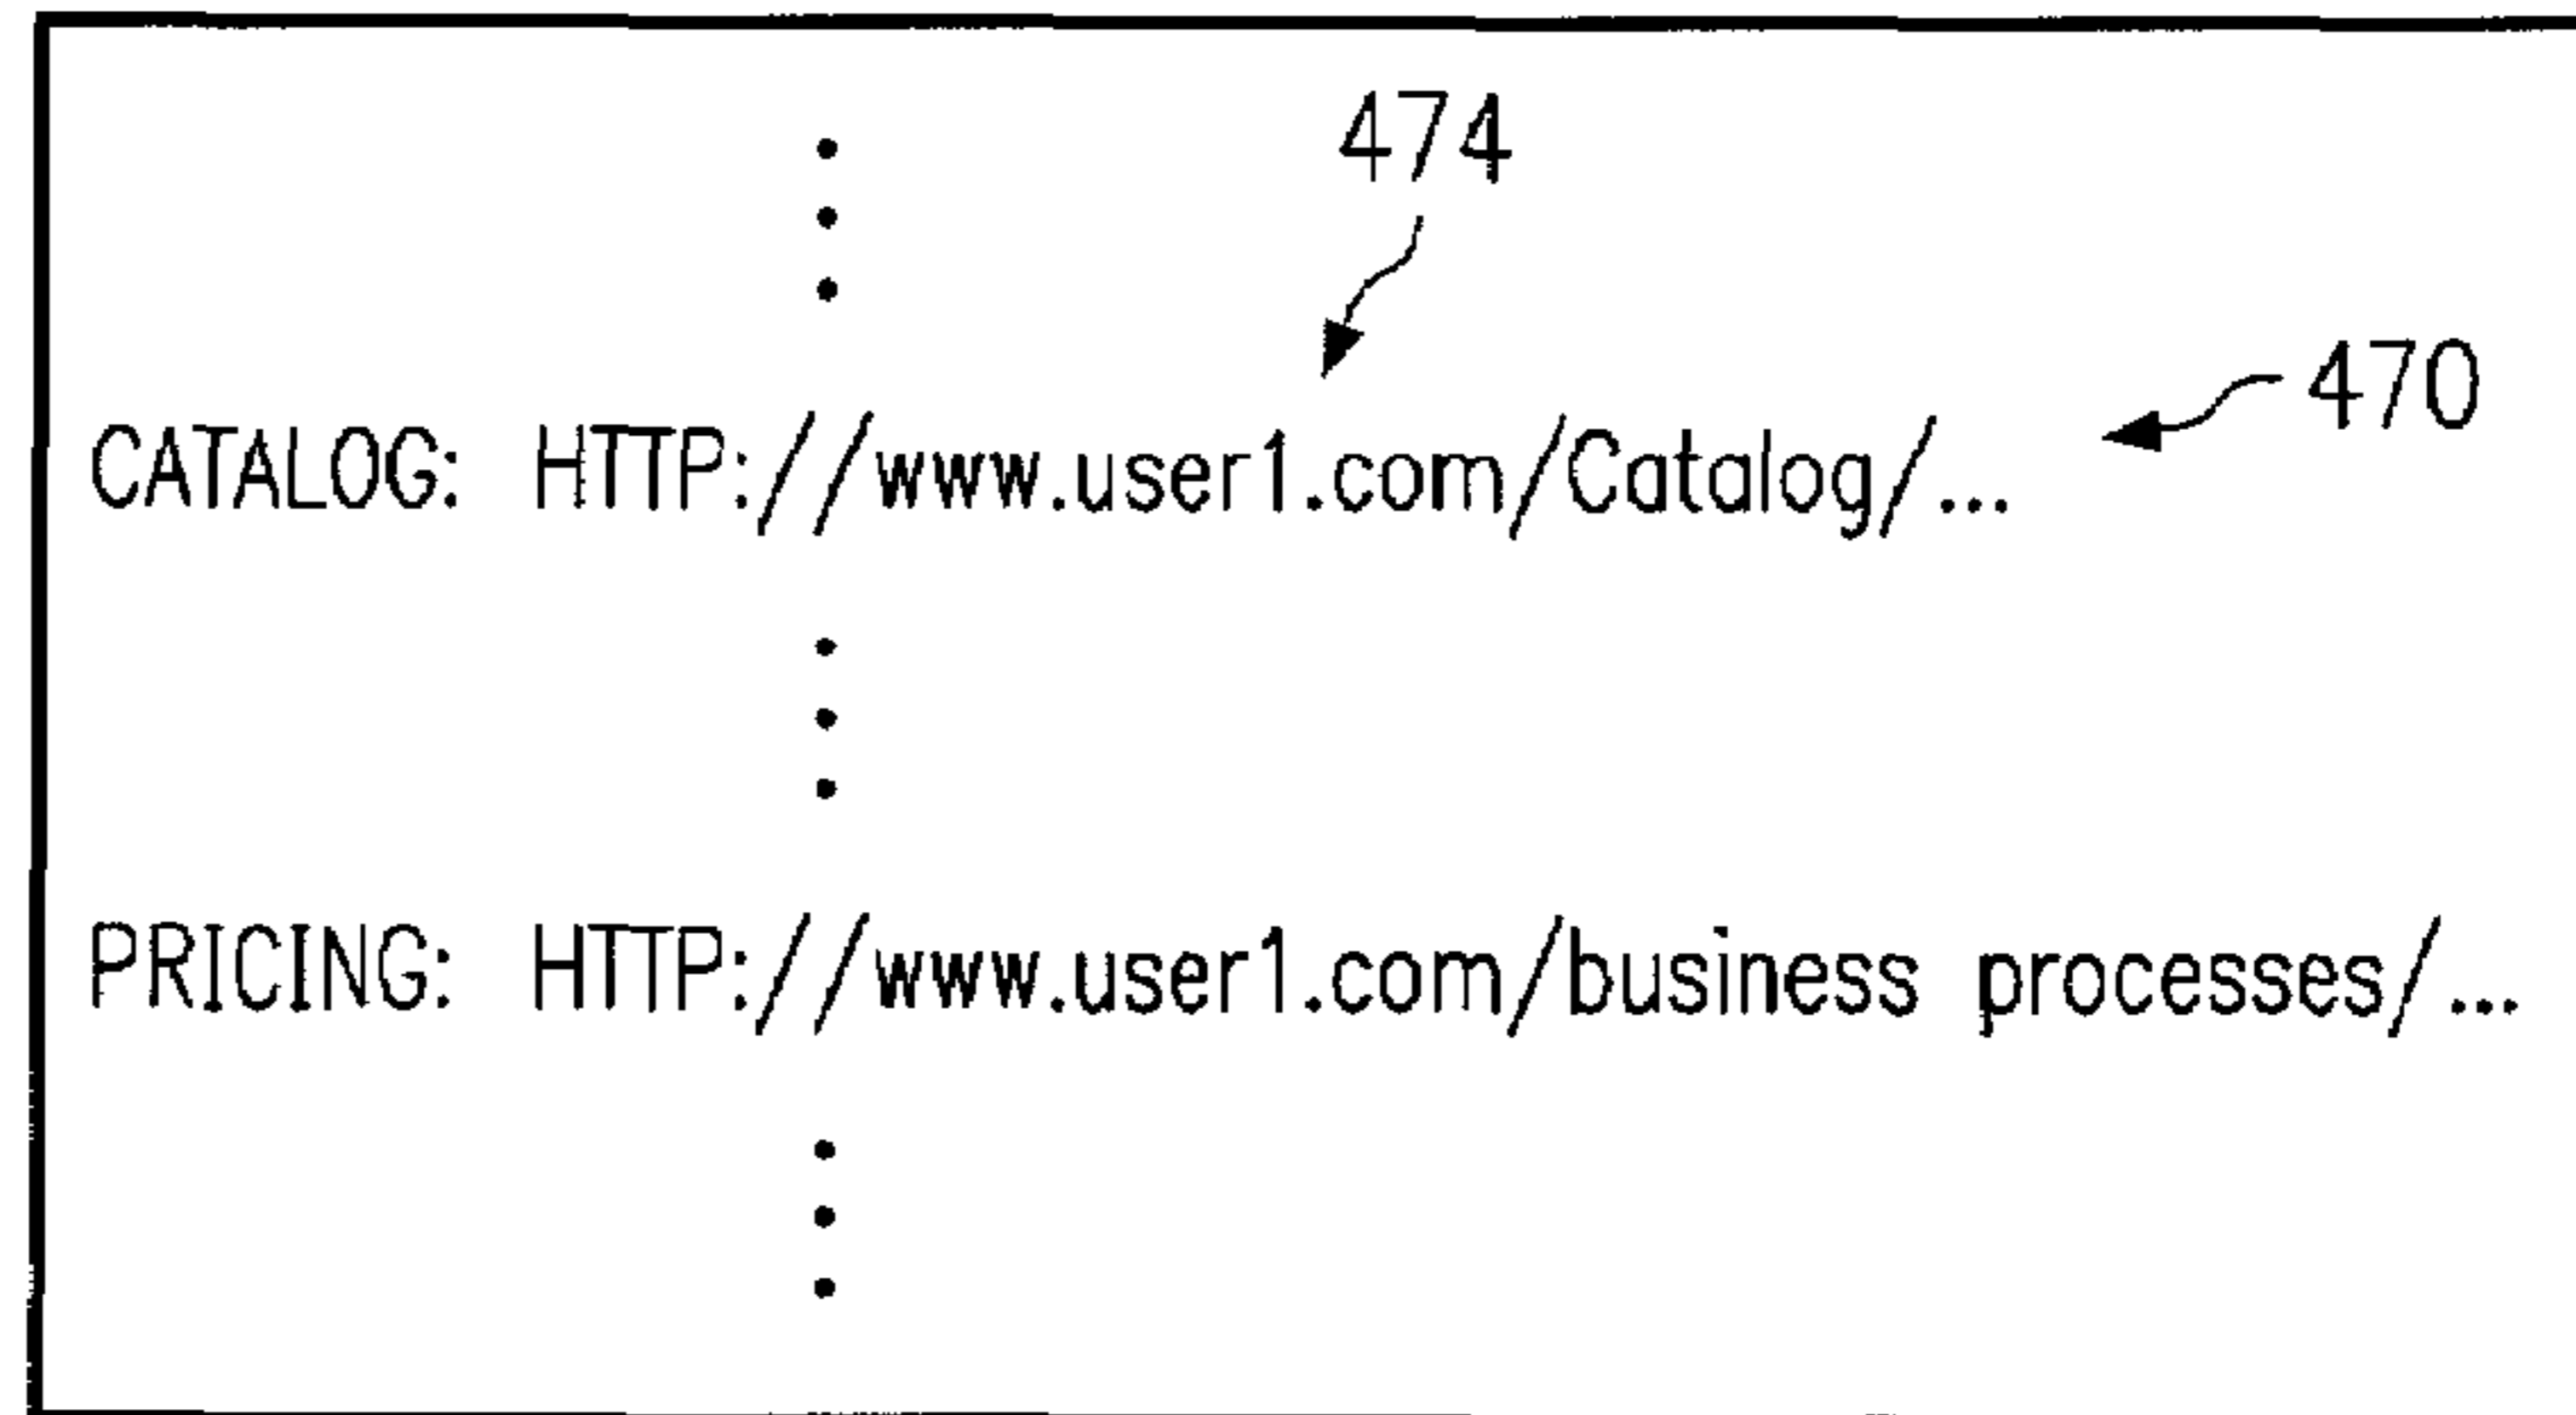 474
470
CATALOG: HTTP://www.user1.com/Catalog/...
PRICING: HTTP://www.user1.com/business processes/...